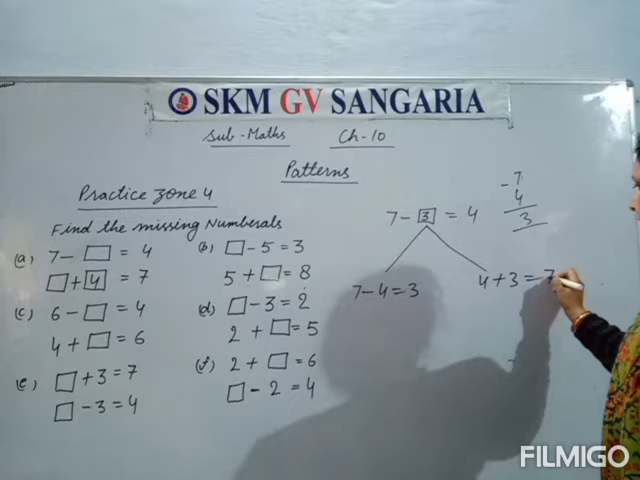 SKM GV SANGARIA
Sub-Maths Ch-10
Patterns
Practice Zone 4
Find the missing Numberals
(a) 7 - □ = 4
□ + 4 = 7
(b) □ - 5 = 3
5 + □ = 8
(c) 6 - □ = 4
4 + □ = 6
(d) □ - 3 = 2
2 + □ = 5
(e) □ + 3 = 7
□ - 3 = 4
(f) 2 + □ = 6
□ - 2 = 4
7 - 3 = 4
7 - 4 = 3
4 + 3 = 7
- 7
4
3
FILMIGO